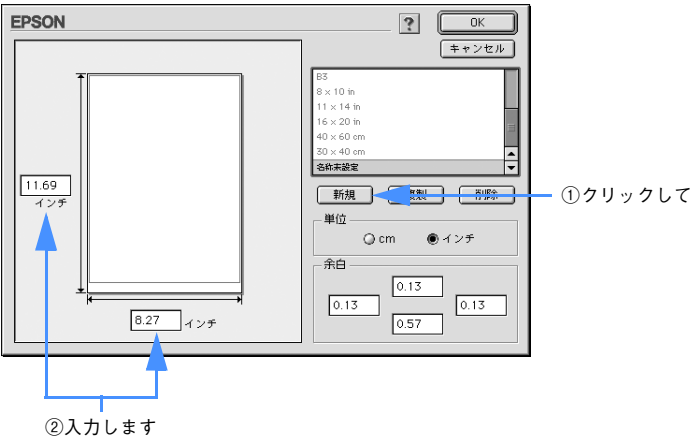 EPSON
?
OK
キャンセル
B3
8 × 10 in
11 × 14 in
16 × 20 in
40 × 60 cm
30 × 40 cm
名称未設定
新規
複製
削除
①クリックして
11.69
インチ
8.27 インチ
単位
cm インチ
余白
0.13
0.13 0.13
0.57
②入力します